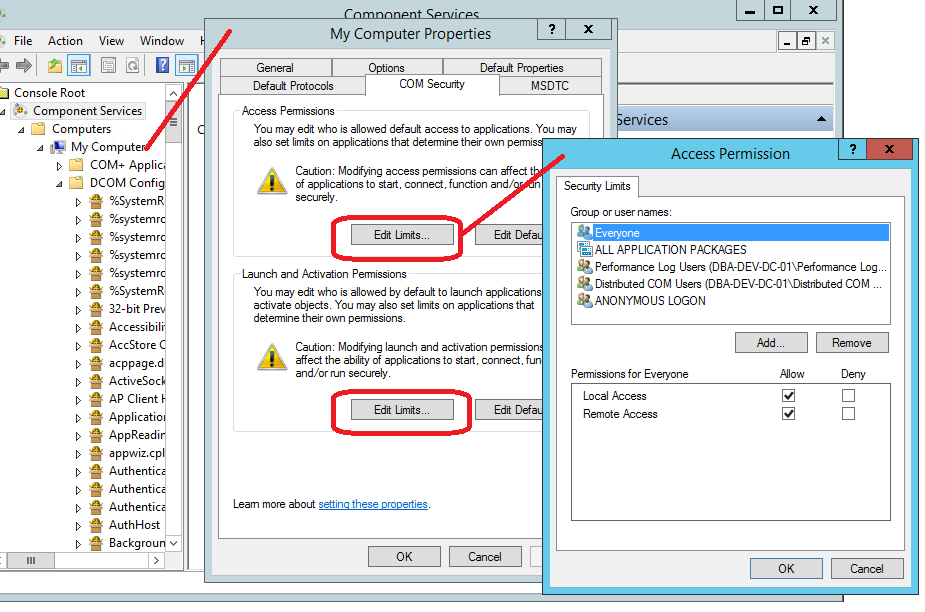 Component Services
File Action View Window
Console Root
Component Services
Computers
My Computer
COM+ Applica
DCOM Config
%SystemR
%systemro
%systemro
%systemro
%systemro
%SystemR
32-bit Prev
Accessibili
AccStore C
acppage.d
ActiveSock
AP Client H
Application
AppReadin
appwiz.cpl
Authentica
Authentica
Authentica
AuthHost
Backgroun
My Computer Properties
General Options Default Properties
Default Protocols COM Security MSDTC
Access Permissions
You may edit who is allowed default access to applications. You may
also set limits on applications that determine their own permiss
Caution: Modifying access permissions can affect th
of applications to start, connect, function and/or run
securely.
Edit Limits... Edit Defau
Launch and Activation Permissions
You may edit who is allowed by default to launch applications
activate objects. You may also set limits on applications that
determine their own permissions.
Caution: Modifying launch and activation permissions
affect the ability of applications to start, connect, fun
and/or run securely.
Edit Limits... Edit Defau
Learn more about setting these properties.
OK Cancel
Services
Access Permission
Security Limits
Group or user names:
Everyone
ALL APPLICATION PACKAGES
Performance Log Users (DBA-DEV-DC-01\Performance Log...
Distributed COM Users (DBA-DEV-DC-01\Distributed COM ...
ANONYMOUS LOGON
Add... Remove
Permissions for Everyone Allow Deny
Local Access
Remote Access
OK Cancel